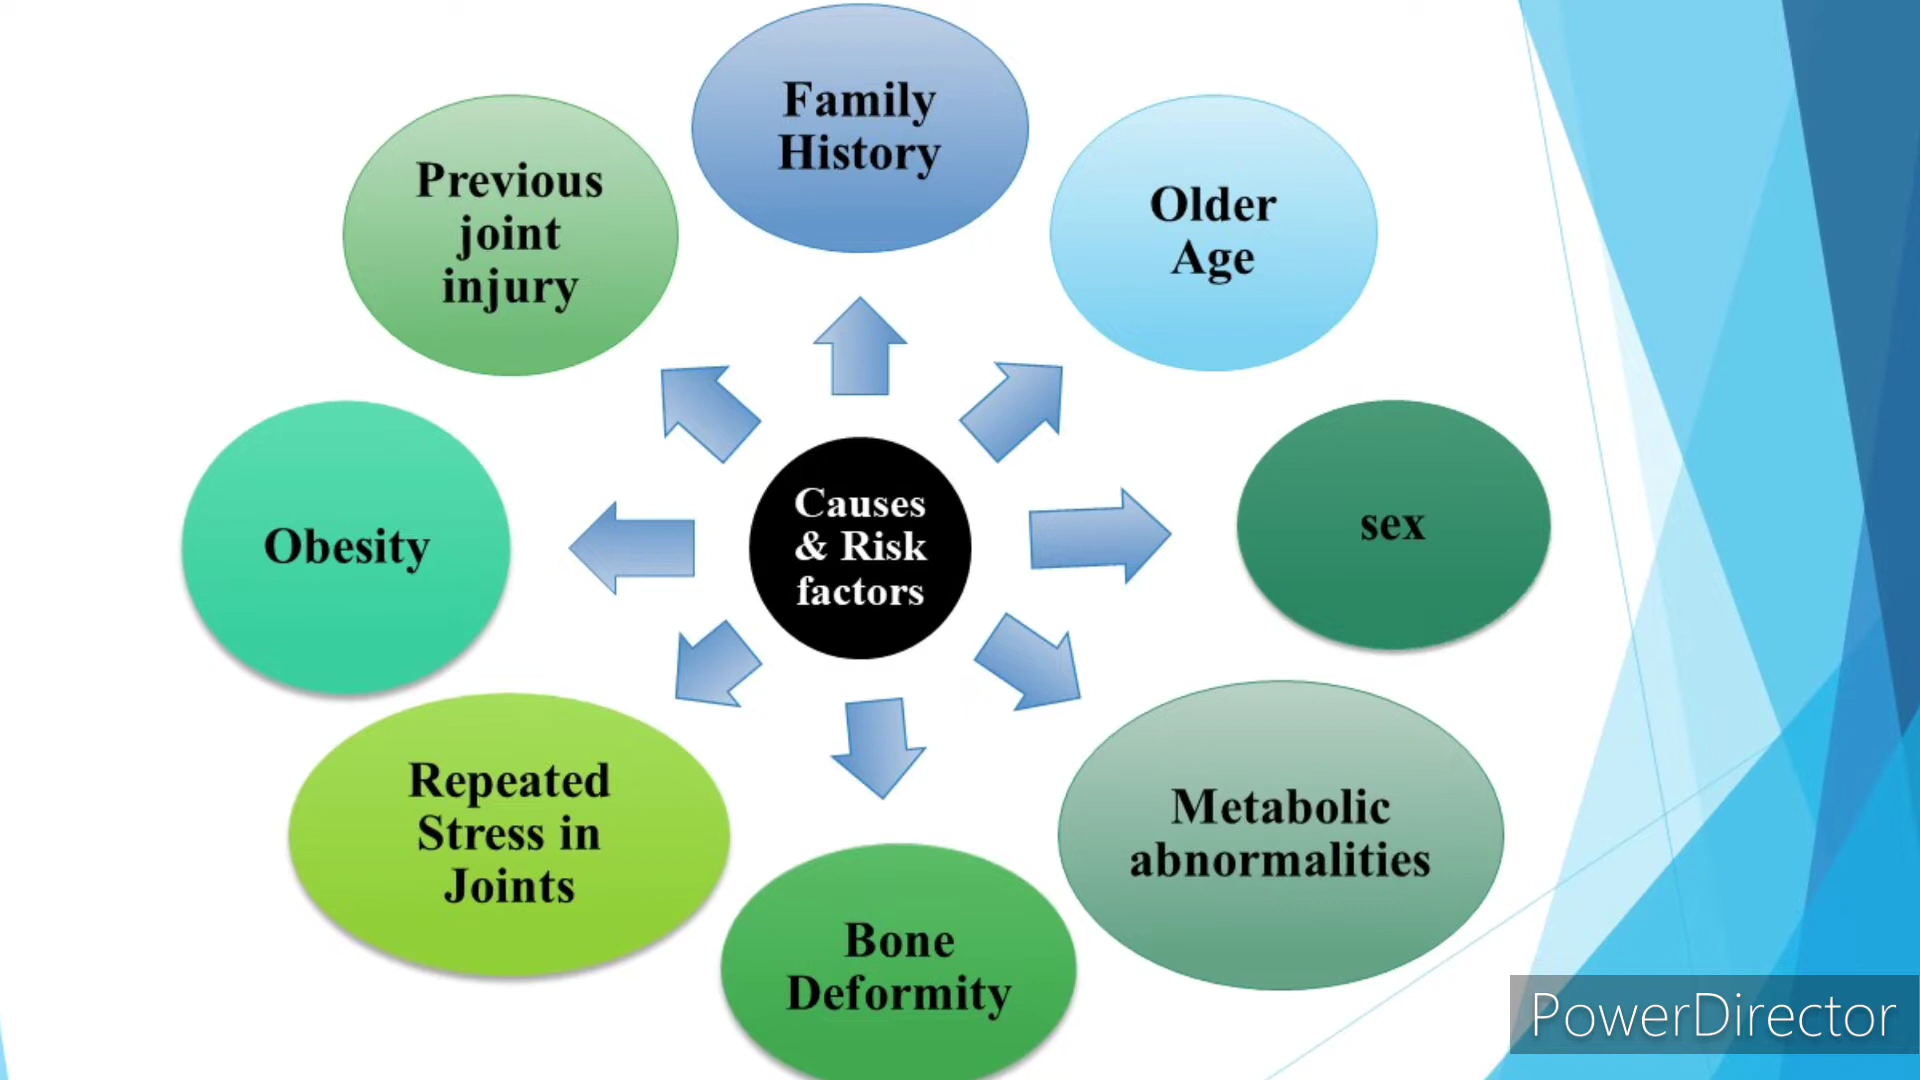 Family
History
Older
Age
sex
Metabolic
abnormalities
Bone
Deformity
Repeated
Stress in
Joints
Obesity
Previous
joint
injury
Causes
& Risk
factors
PowerDirector